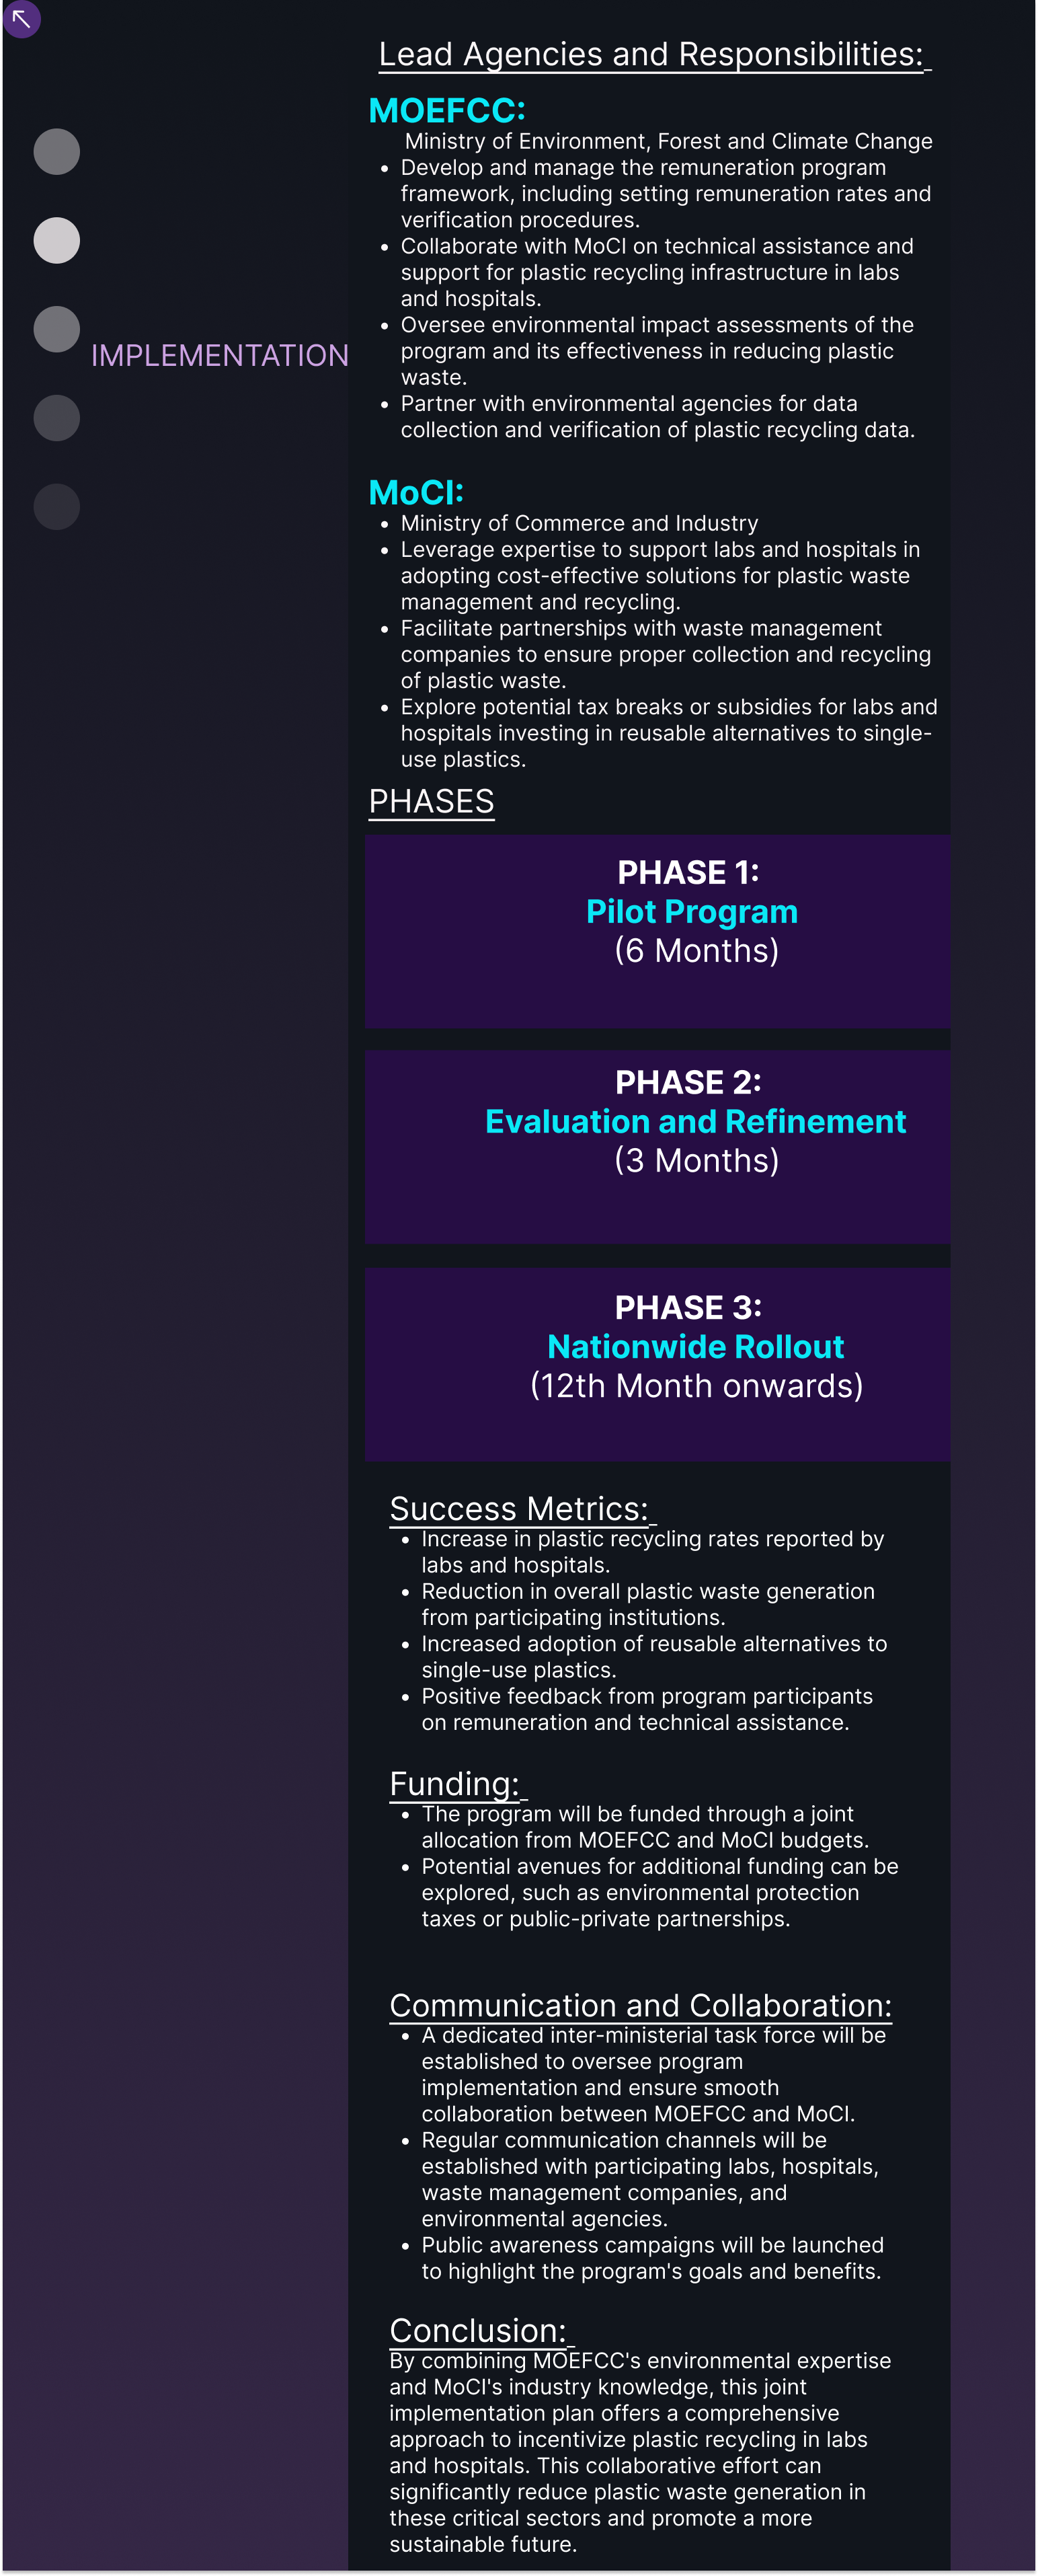 Lead Agencies and Responsibilities:
MOEFCC:
Ministry of Environment, Forest and Climate Change
• Develop and manage the remuneration program
framework, including setting remuneration rates and
verification procedures.
• Collaborate with MoCI on technical assistance and
support for plastic recycling infrastructure in labs
and hospitals.
• Oversee environmental impact assessments of the
program and its effectiveness in reducing plastic
waste.
• Partner with environmental agencies for data
collection and verification of plastic recycling data.
IMPLEMENTATION
MoCI:
• Ministry of Commerce and Industry
• Leverage expertise to support labs and hospitals in
adopting cost-effective solutions for plastic waste
management and recycling.
• Facilitate partnerships with waste management
companies to ensure proper collection and recycling
of plastic waste.
• Explore potential tax breaks or subsidies for labs and
hospitals investing in reusable alternatives to single-
use plastics.
PHASES
PHASE 1:
Pilot Program
(6 Months)
PHASE 2:
Evaluation and Refinement
(3 Months)
PHASE 3:
Nationwide Rollout
(12th Month onwards)
Success Metrics:
• Increase in plastic recycling rates reported by
labs and hospitals.
• Reduction in overall plastic waste generation
from participating institutions.
• Increased adoption of reusable alternatives to
single-use plastics.
• Positive feedback from program participants
on remuneration and technical assistance.
Funding:
• The program will be funded through a joint
allocation from MOEFCC and MoCI budgets.
• Potential avenues for additional funding can be
explored, such as environmental protection
taxes or public-private partnerships.
Communication and Collaboration:
• A dedicated inter-ministerial task force will be
established to oversee program
implementation and ensure smooth
collaboration between MOEFCC and MoCI.
• Regular communication channels will be
established with participating labs, hospitals,
waste management companies, and
environmental agencies.
• Public awareness campaigns will be launched
to highlight the program's goals and benefits.
Conclusion:
By combining MOEFCC's environmental expertise
and MoCI's industry knowledge, this joint
implementation plan offers a comprehensive
approach to incentivize plastic recycling in labs
and hospitals. This collaborative effort can
significantly reduce plastic waste generation in
these critical sectors and promote a more
sustainable future.